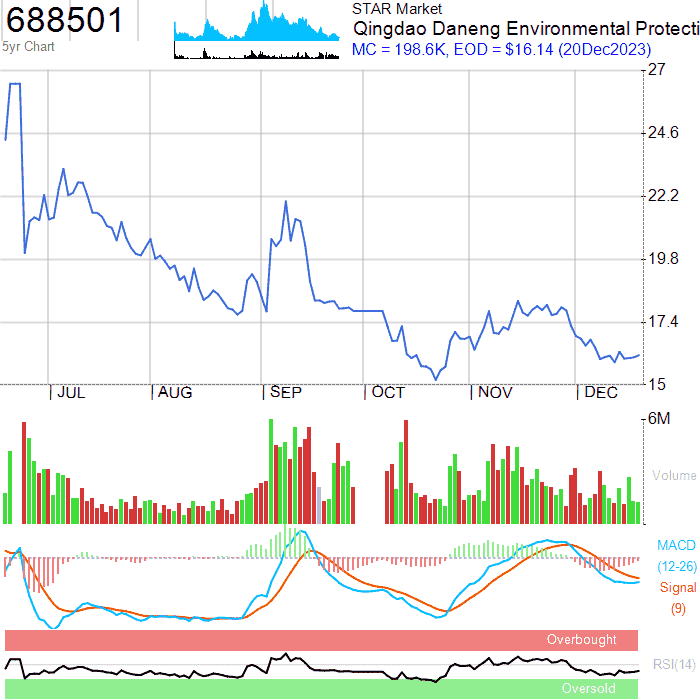 688501
5yr Chart
STAR Market
Qingdao Daneng Environmental Protecti
MC = 198.6K, EOD = $16.14 (20Dec2023)
27
24.6
22.2
19.8
17.4
15
JUL
AUG
SEP
OCT
NOV
DEC
6M
Volume
MACD
(12-26)
Signal
(9)
Overbought
RSI(14)
Oversold